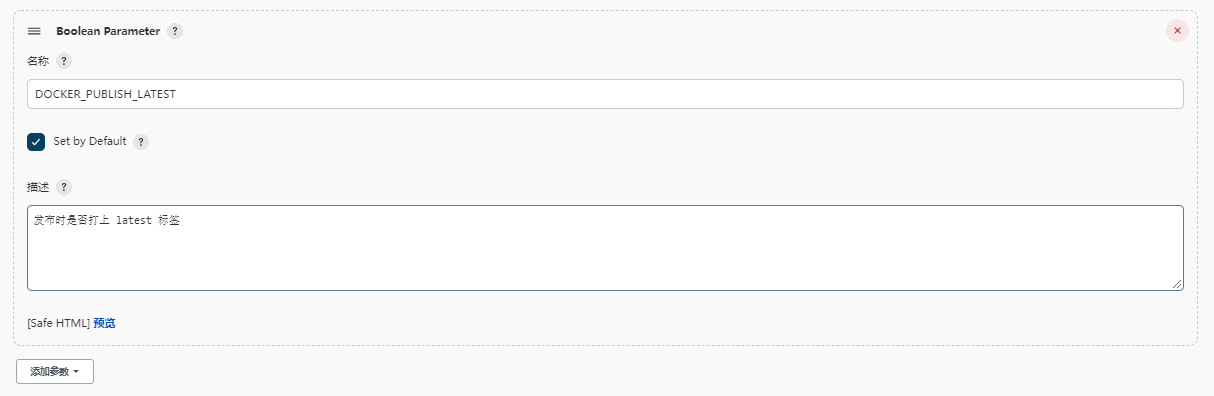 Boolean Parameter ?
名称 ?
DOCKER_PUBLISH_LATEST
Set by Default ?
描述 ?
发布时是否打上 latest 标签
[Safe HTML] 预览
添加参数